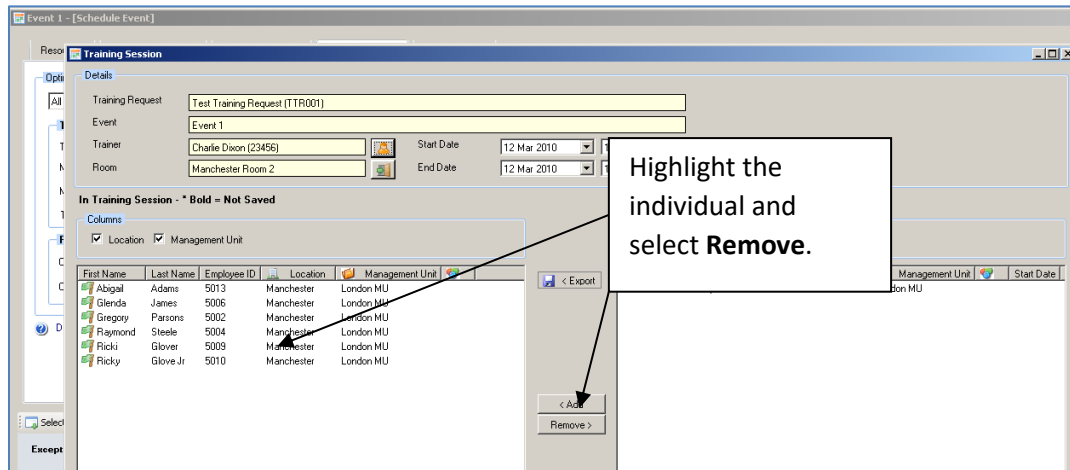 Event 1 - [Schedule Event]
Training Session
Details
Training Request Test Training Request (TTR001)
Event Event 1
Trainer Charlie Dixon (23456) Start Date 12 Mar 2010
Room Manchester Room 2 End Date 12 Mar 2010
In Training Session - * Bold = Not Saved
Columns
Location Management Unit
First Name Last Name Employee ID Location Management Unit
Abigail Adams 5013 Manchester London MU
Glenda James 5006 Manchester London MU
Gregory Parsons 5002 Manchester London MU
Raymond Steele 5004 Manchester London MU
Ricki Glover 5009 Manchester London MU
Ricky Glove Jr 5010 Manchester London MU
< Export
< Add
Remove >
Management Unit Start Date
Highlight the
individual and
select Remove.
All